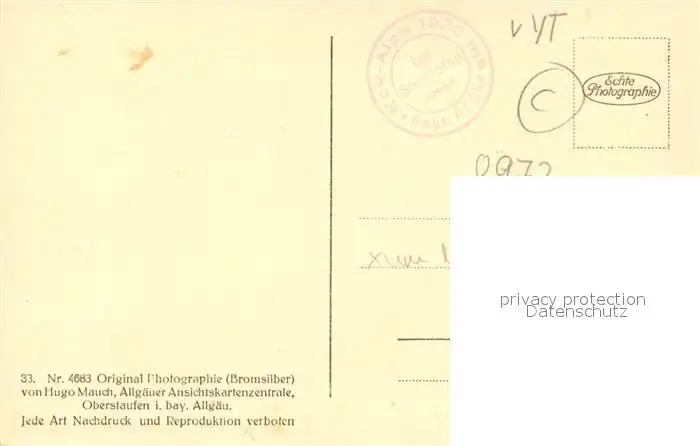 VYT
C
Echte
Photographie
0972
privacy protection
Datenschutz
33. Nr. 4683 Original Photographie (Bromsilber)
von Hugo Mauch, Allgäuer Ansichtskartenzentrale,
Oberstaufen i. bay. Allgäu.
Jede Art Nachdruck und Reproduktion verboten